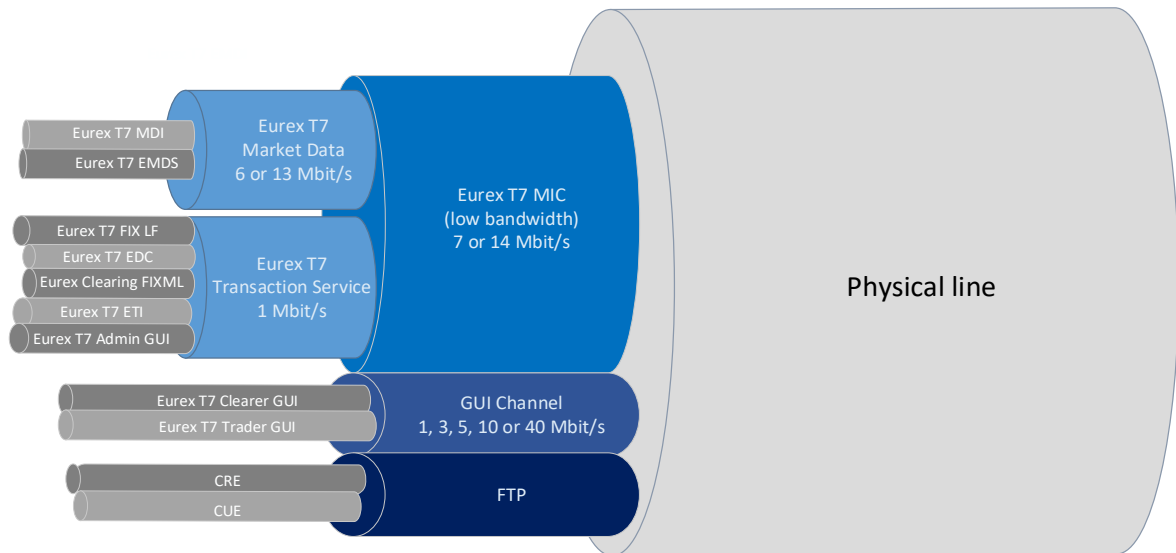 Eurex T7 MDI
Eurex T7 EMDS
Eurex T7
Market Data
6 or 13 Mbit/s
Eurex T7 FIX LF
Eurex T7 EDC
Eurex Clearing FIXML
Eurex T7 ETI
Eurex T7 Admin GUI
Eurex T7
Transaction Service
1 Mbit/s
Eurex T7 MIC
(low bandwidth)
7 or 14 Mbit/s
Eurex T7 Clearer GUI
Eurex T7 Trader GUI
GUI Channel
1, 3, 5, 10 or 40 Mbit/s
CRE
CUE
FTP
Physical line